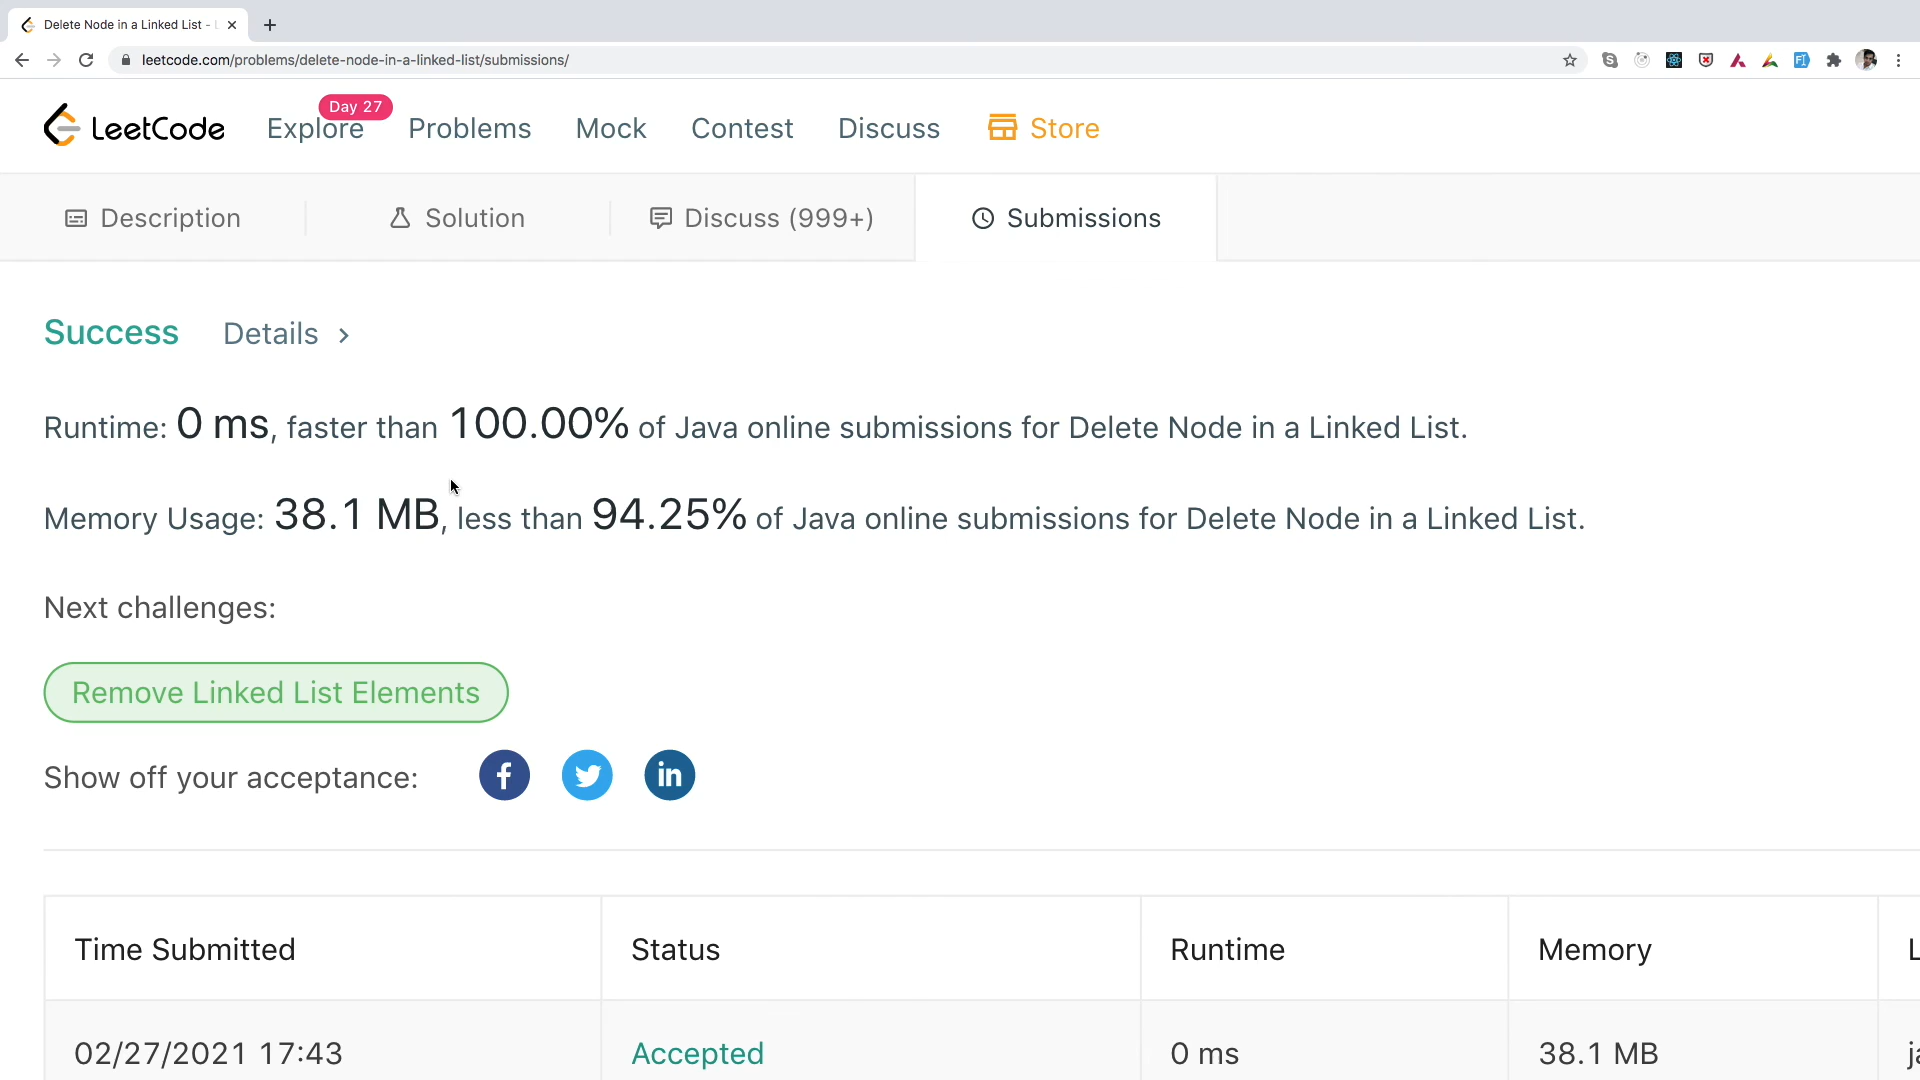 Delete Node in a Linked List -
leetcode.com/problems/delete-node-in-a-linked-list/submissions/
Day 27
LeetCode Explore Problems Mock Contest Discuss Store
Description Solution Discuss (999+) Submissions
Success Details >
Runtime: 0 ms, faster than 100.00% of Java online submissions for Delete Node in a Linked List.
Memory Usage: 38.1 MB, less than 94.25% of Java online submissions for Delete Node in a Linked List.
Next challenges:
Remove Linked List Elements
Show off your acceptance:
Time Submitted Status Runtime Memory
02/27/2021 17:43 Accepted 0 ms 38.1 MB